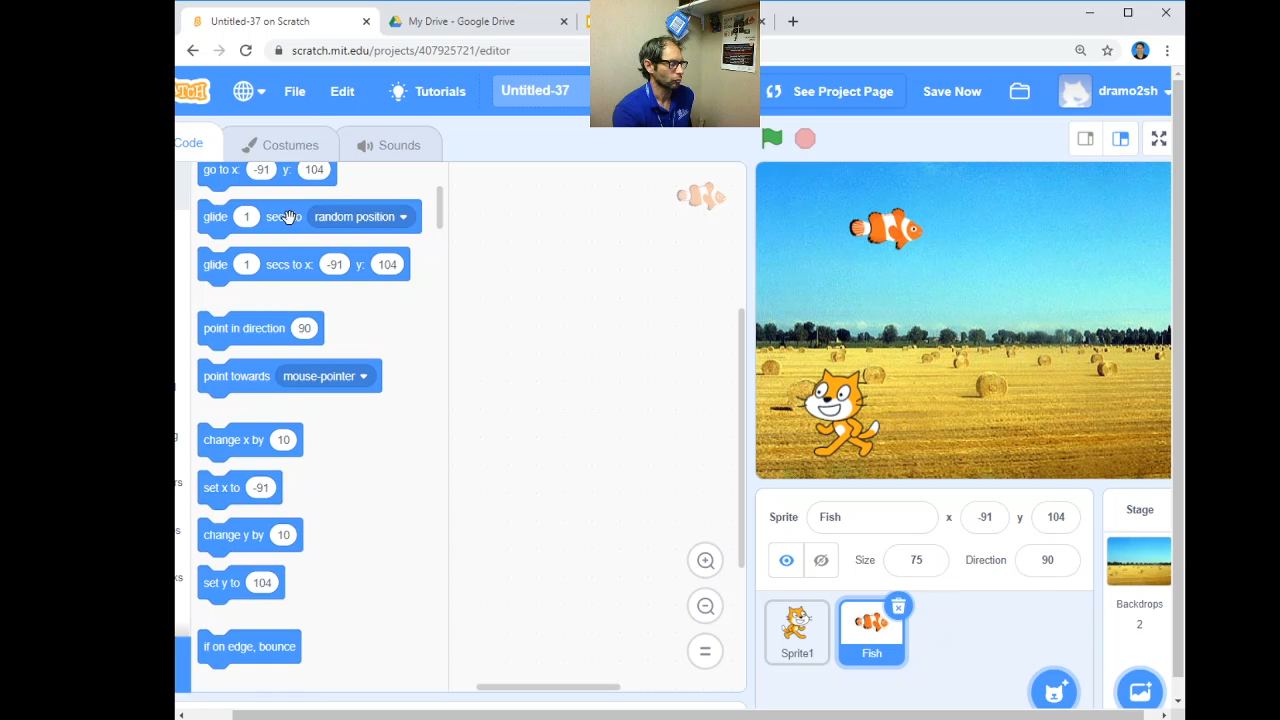 Untitled-37 on Scratch
My Drive - Google Drive
scratch.mit.edu/projects/407925721/editor
File
Edit
Tutorials
Untitled-37
See Project Page
Save Now
dramo2sh
Code
Costumes
Sounds
go to x: -91 y: 104
glide 1 secs to random position
glide 1 secs to x: -91 y: 104
point in direction 90
point towards mouse-pointer
change x by 10
set x to -91
change y by 10
set y to 104
if on edge, bounce
Sprite Fish x -91 y 104
Size 75 Direction 90
Sprite1
Fish
Stage
Backdrops
2